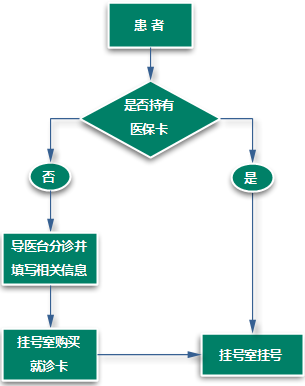 患 者
是否持有
医保卡
否
是
导医台分诊并
填写相关信息
挂号室购买
就诊卡
挂号室挂号